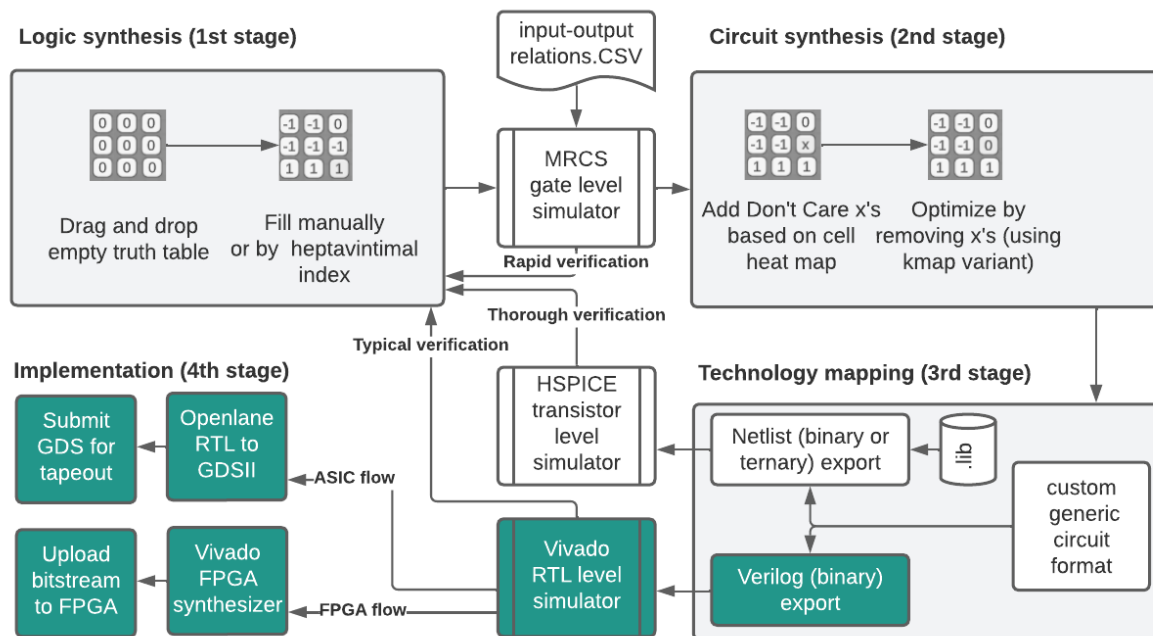 Logic synthesis (1st stage)
0 0 0
0 0 0
0 0 0
-1 -1 0
-1 -1 -1
1 1 1
Drag and drop
empty truth table
Fill manually
or by heptavintimal
index
input-output
relations.CSV
MRCS
gate level
simulator
Rapid verification
Thorough verification
Typical verification
Circuit synthesis (2nd stage)
-1 -1 0
-1 -1 x
1 1 1
-1 -1 0
-1 -1 0
1 1 1
Add Don't Care x's
based on cell
heat map
Optimize by
removing x's (using
kmap variant)
Implementation (4th stage)
Submit
GDS for
tapeout
Openlane
RTL to
GDSII
ASIC flow
Upload
bitstream
to FPGA
Vivado
FPGA
synthesizer
FPGA flow
HSPICE
transistor
level
simulator
Vivado
RTL level
simulator
Technology mapping (3rd stage)
Netlist (binary or
ternary) export
.lib
custom
generic
circuit
format
Verilog (binary)
export